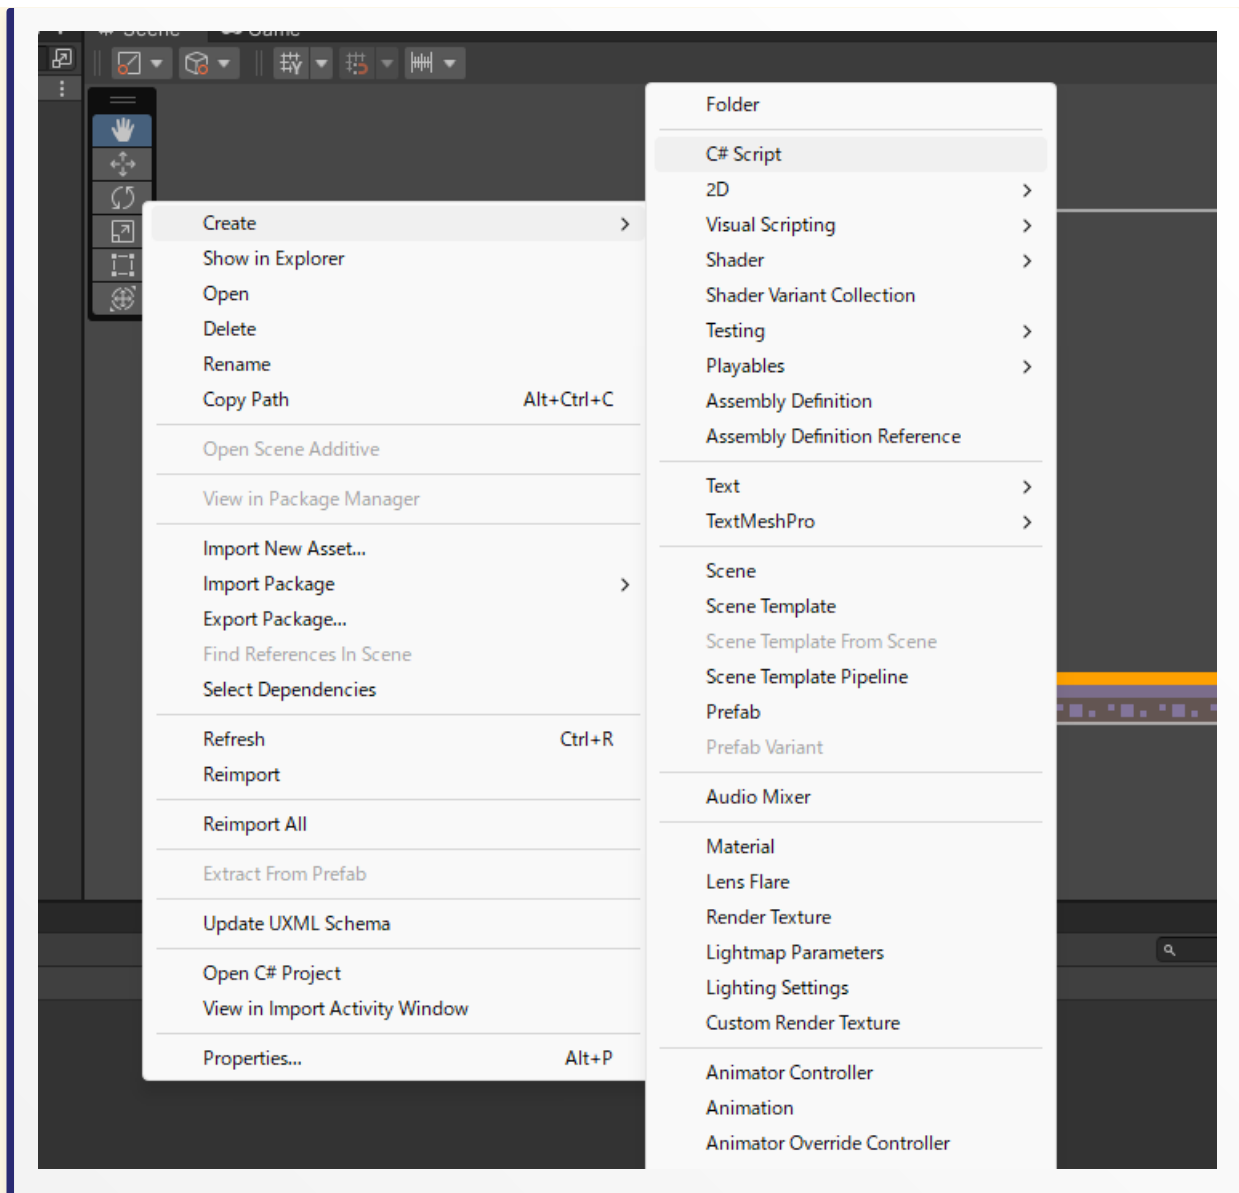 Scene
Game
Create
Show in Explorer
Open
Delete
Rename
Copy Path Alt+Ctrl+C
Open Scene Additive
View in Package Manager
Import New Asset...
Import Package
Export Package...
Find References In Scene
Select Dependencies
Refresh Ctrl+R
Reimport
Reimport All
Extract From Prefab
Update UXML Schema
Open C# Project
View in Import Activity Window
Properties... Alt+P
Folder
C# Script
2D
Visual Scripting
Shader
Shader Variant Collection
Testing
Playables
Assembly Definition
Assembly Definition Reference
Text
TextMeshPro
Scene
Scene Template
Scene Template From Scene
Scene Template Pipeline
Prefab
Prefab Variant
Audio Mixer
Material
Lens Flare
Render Texture
Lightmap Parameters
Lighting Settings
Custom Render Texture
Animator Controller
Animation
Animator Override Controller